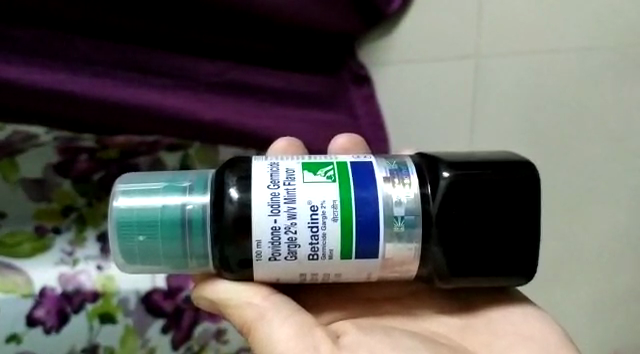 100 ml
Povidone - Iodine Germicide
Gargle 2% w/v Mint Flavor
Betadine®
Germicide Gargle 2%
बीटाडीन
Mint